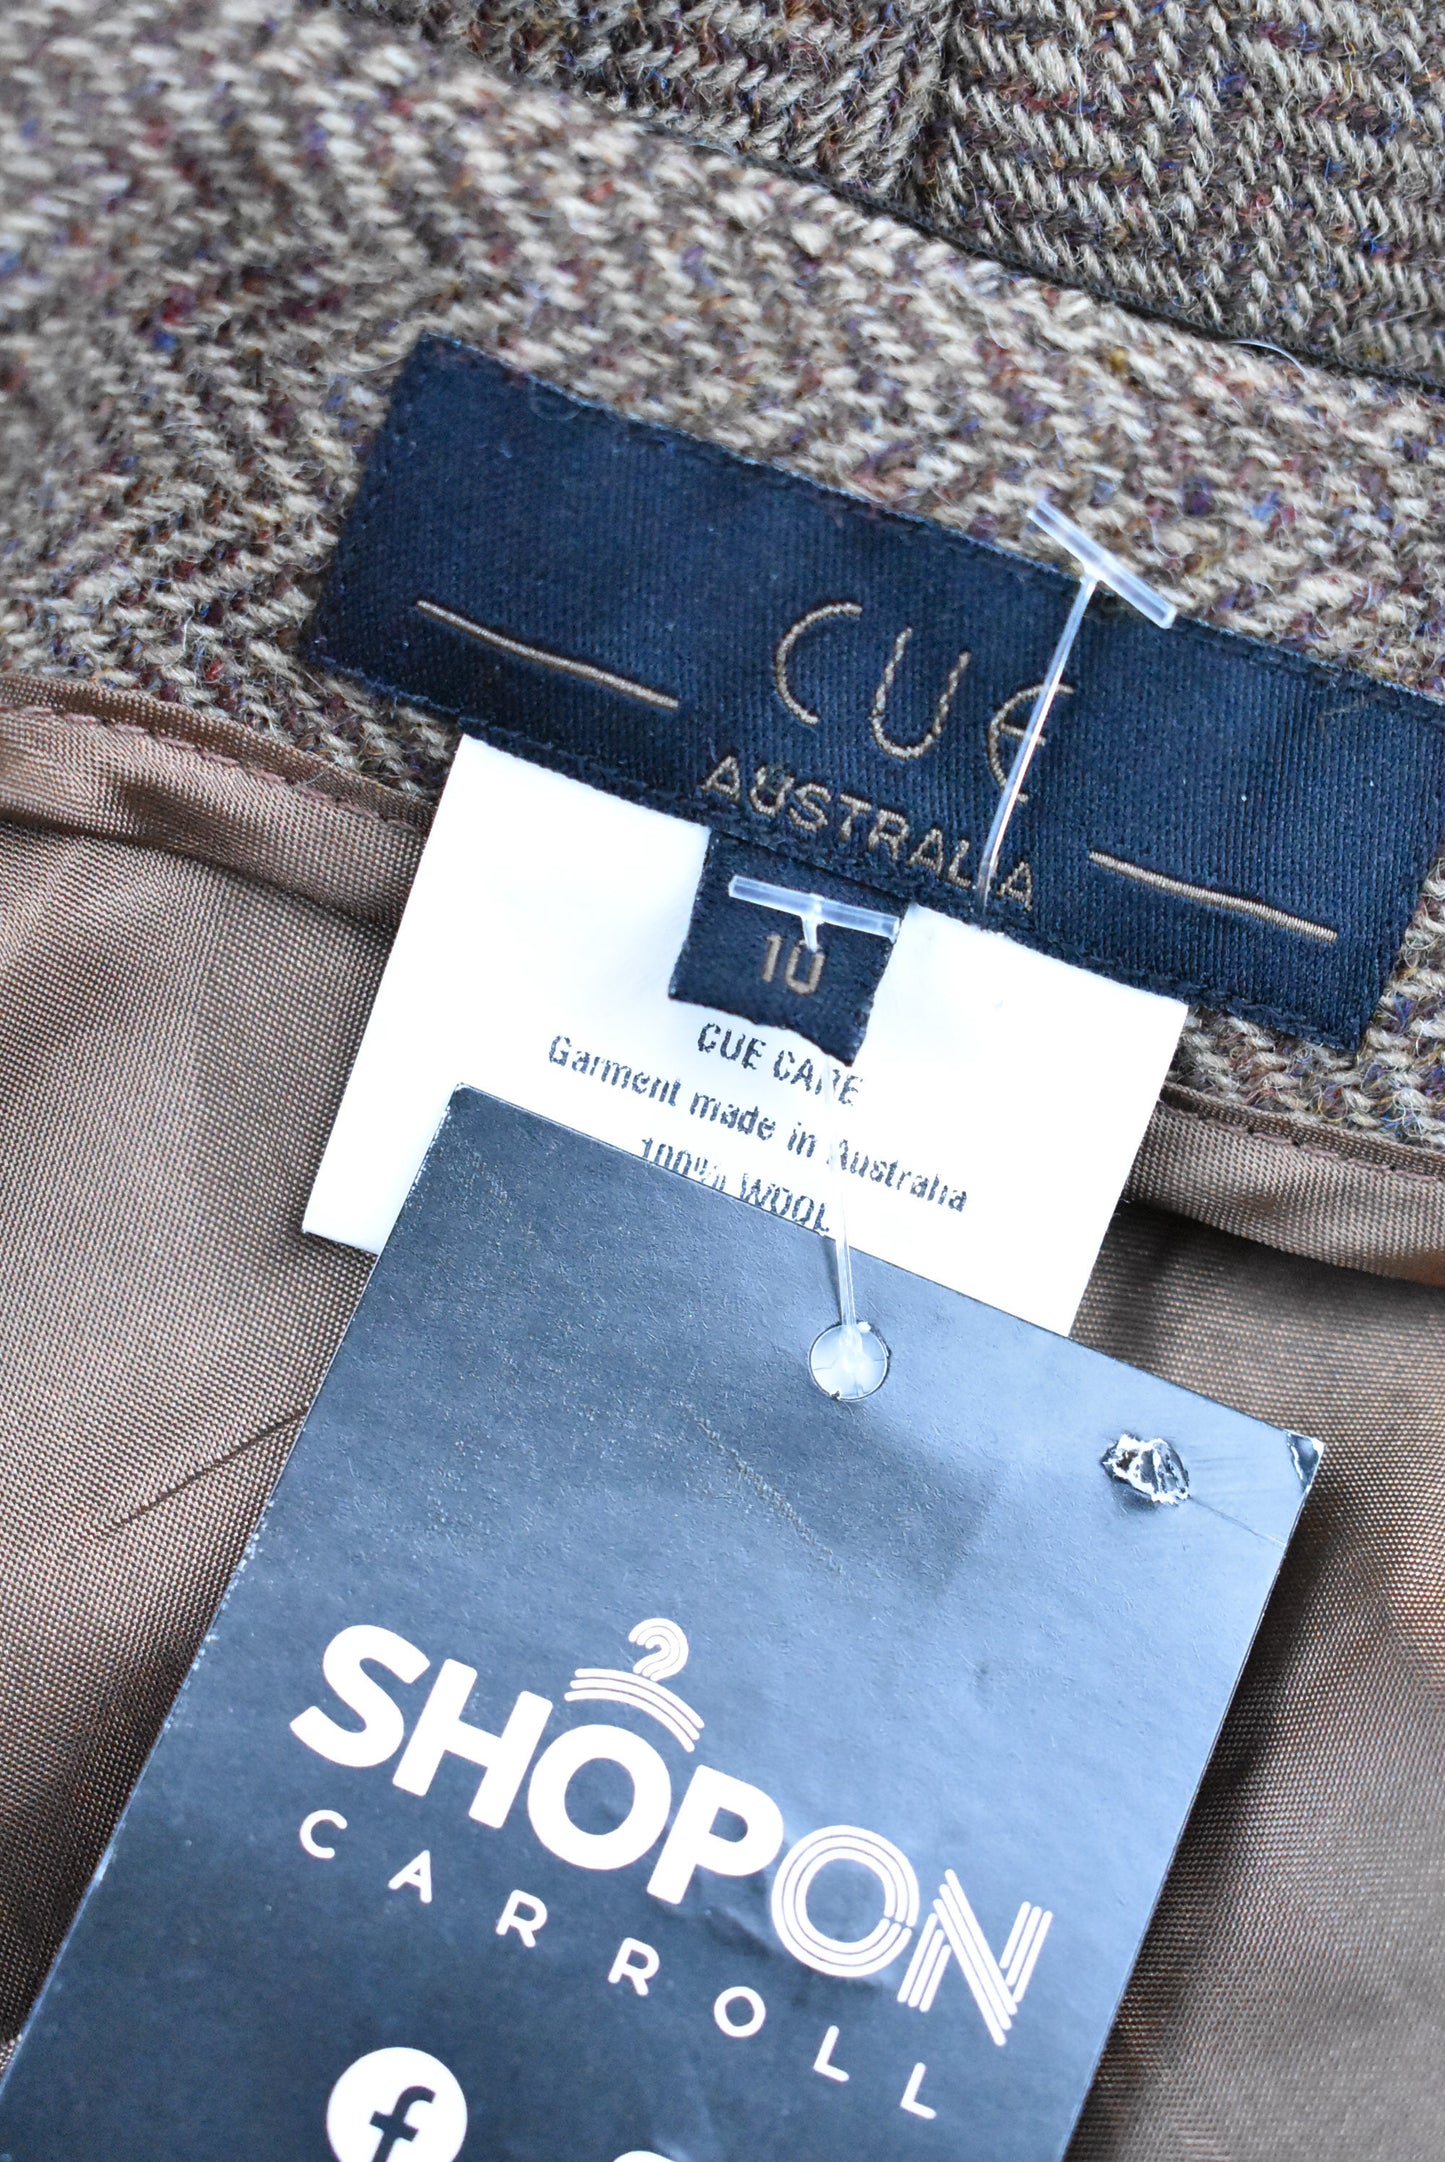 CUE
AUSTRALIA
10
CUE CARE
Garment made in Australia
100% WOOL
SHOPON
CARROLL
f